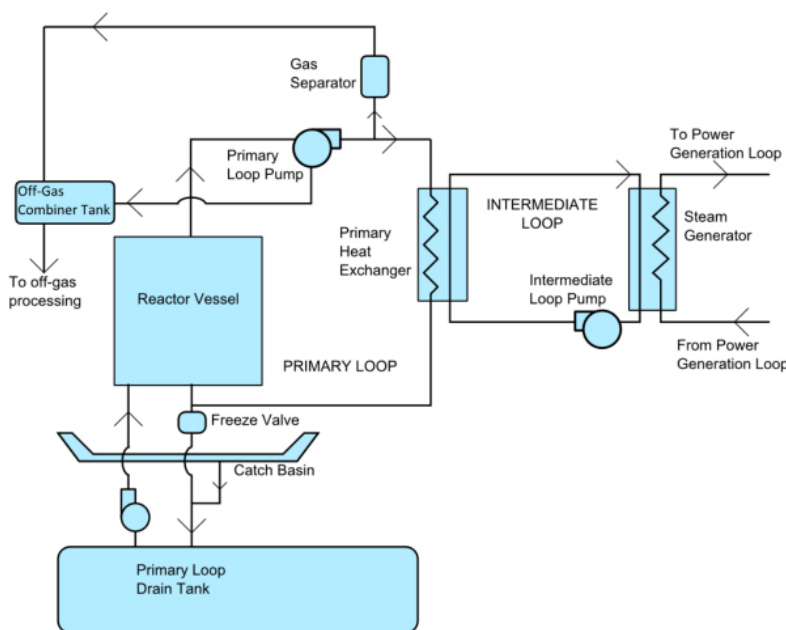 Gas
Separator
To Power
Generation Loop
Primary
Loop Pump
Off-Gas
Combiner Tank
INTERMEDIATE
LOOP
Steam
Generator
Primary
Heat
Exchanger
To off-gas
processing
Reactor Vessel
Intermediate
Loop Pump
From Power
Generation Loop
PRIMARY LOOP
Freeze Valve
Catch Basin
Primary Loop
Drain Tank